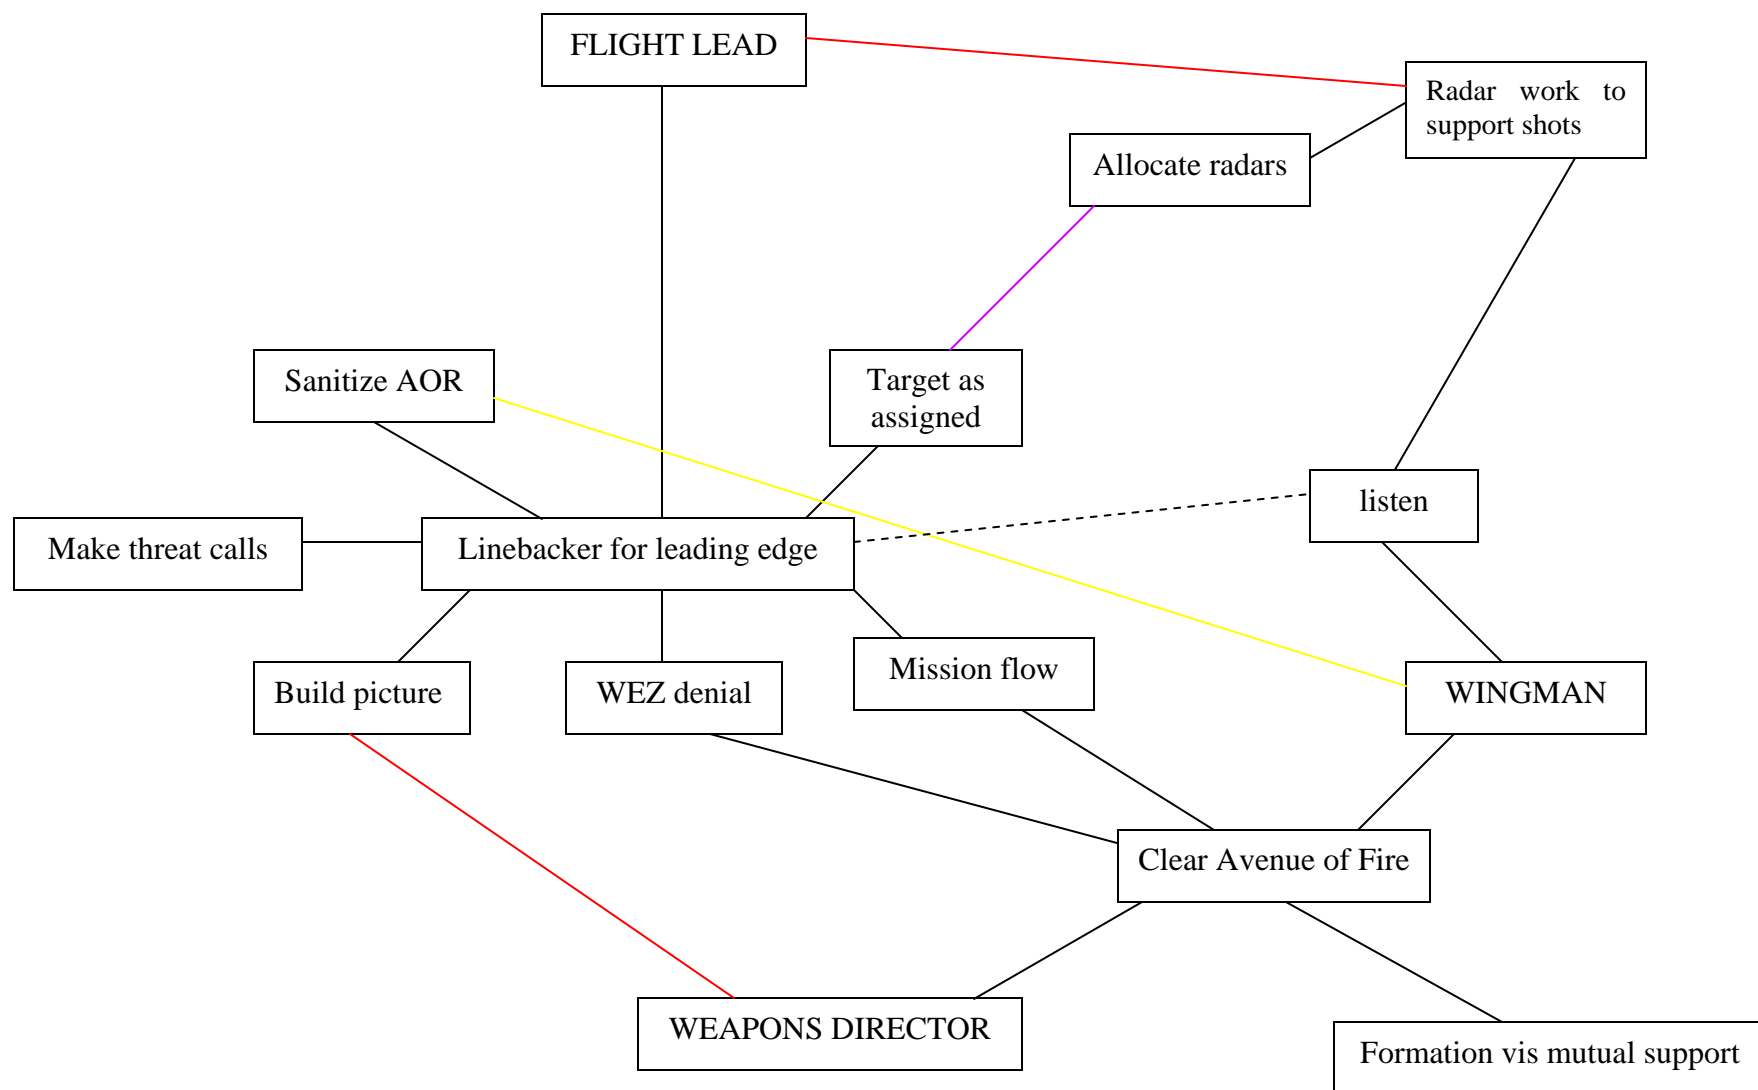 FLIGHT LEAD
Radar work to
support shots
Allocate radars
Sanitize AOR
Target as
assigned
listen
Make threat calls
Linebacker for leading edge
Build picture
WEZ denial
Mission flow
WINGMAN
Clear Avenue of Fire
WEAPONS DIRECTOR
Formation vis mutual support